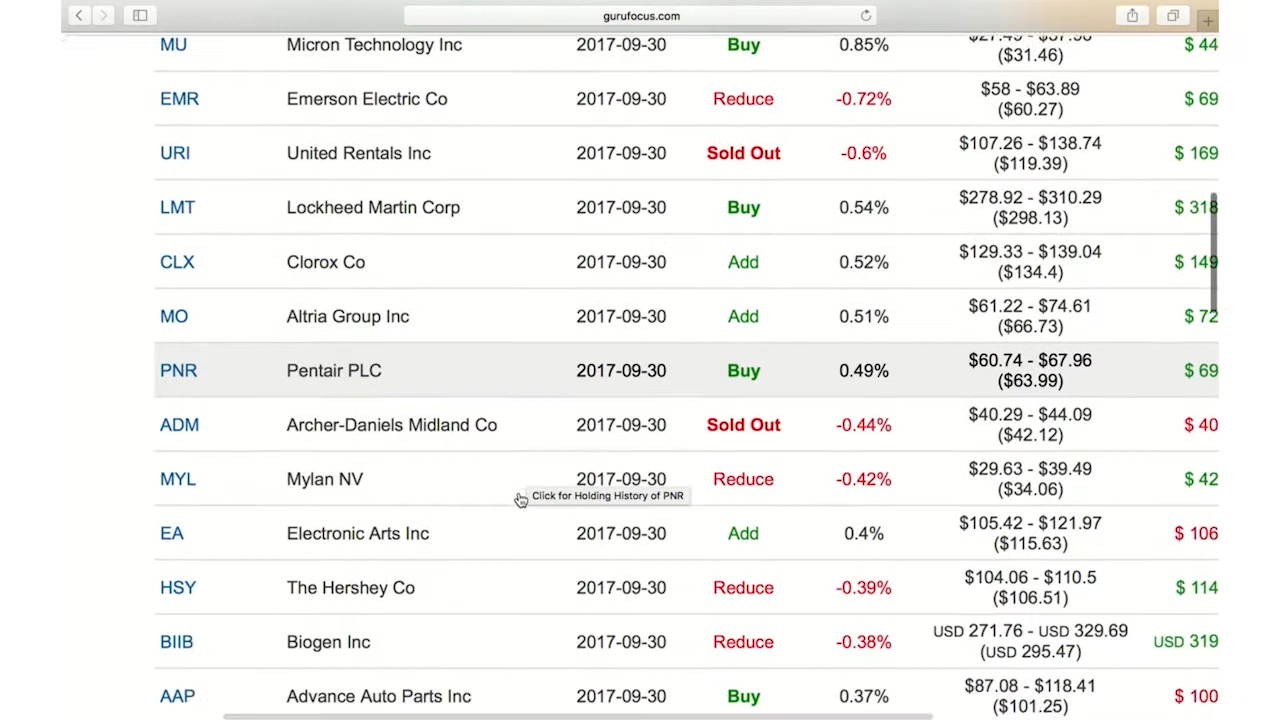 gurufocus.com
MU Micron Technology Inc 2017-09-30 Buy 0.85% ($31.46) $ 44
EMR Emerson Electric Co 2017-09-30 Reduce -0.72% $58 - $63.89 ($60.27) $ 69
URI United Rentals Inc 2017-09-30 Sold Out -0.6% $107.26 - $138.74 ($119.39) $ 169
LMT Lockheed Martin Corp 2017-09-30 Buy 0.54% $278.92 - $310.29 ($298.13) $ 318
CLX Clorox Co 2017-09-30 Add 0.52% $129.33 - $139.04 ($134.4) $ 149
MO Altria Group Inc 2017-09-30 Add 0.51% $61.22 - $74.61 ($66.73) $ 72
PNR Pentair PLC 2017-09-30 Buy 0.49% $60.74 - $67.96 ($63.99) $ 69
ADM Archer-Daniels Midland Co 2017-09-30 Sold Out -0.44% $40.29 - $44.09 ($42.12) $ 40
MYL Mylan NV 2017-09-30 Reduce -0.42% $29.63 - $39.49 ($34.06) $ 42
Click for Holding History of PNR
EA Electronic Arts Inc 2017-09-30 Add 0.4% $105.42 - $121.97 ($115.63) $ 106
HSY The Hershey Co 2017-09-30 Reduce -0.39% $104.06 - $110.5 ($106.51) $ 114
BIIB Biogen Inc 2017-09-30 Reduce -0.38% USD 271.76 - USD 329.69 (USD 295.47) USD 319
AAP Advance Auto Parts Inc 2017-09-30 Buy 0.37% $87.08 - $118.41 ($101.25) $ 100